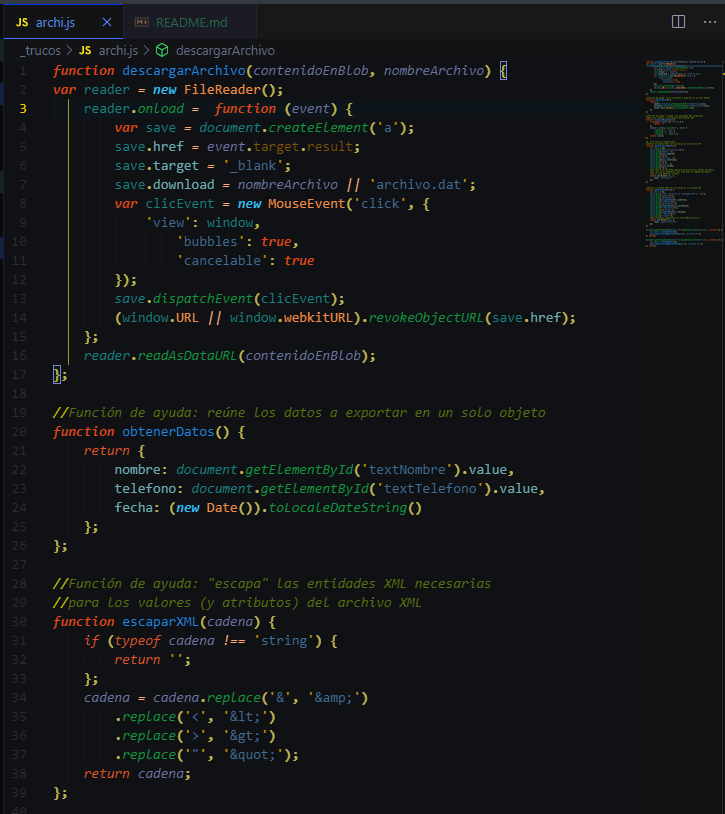 JS archi.js × README.md ...
_trucos > JS archi.js > descargarArchivo
1 function descargarArchivo(contenidoEnBlob, nombreArchivo) {
2 var reader = new FileReader();
3 reader.onload = function (event) {
4 var save = document.createElement('a');
5 save.href = event.target.result;
6 save.target = '_blank';
7 save.download = nombreArchivo || 'archivo.dat';
8 var clicEvent = new MouseEvent('click', {
9 'view': window,
10 'bubbles': true,
11 'cancelable': true
12 });
13 save.dispatchEvent(clicEvent);
14 (window.URL || window.webkitURL).revokeObjectURL(save.href);
15 };
16 reader.readAsDataURL(contenidoEnBlob);
17 };
18
19 //Función de ayuda: reúne los datos a exportar en un solo objeto
20 function obtenerDatos() {
21 return {
22 nombre: document.getElementById('textNombre').value,
23 telefono: document.getElementById('textTelefono').value,
24 fecha: (new Date()).toLocaleDateString()
25 };
26 };
27
28 //Función de ayuda: "escapa" las entidades XML necesarias
29 //para los valores (y atributos) del archivo XML
30 function escaparXML(cadena) {
31 if (typeof cadena !== 'string') {
32 return '';
33 };
34 cadena = cadena.replace('&', '&amp;')
35 .replace('<', '&lt;')
36 .replace('>', '&gt;')
37 .replace('"', '&quot;');
38 return cadena;
39 };
40